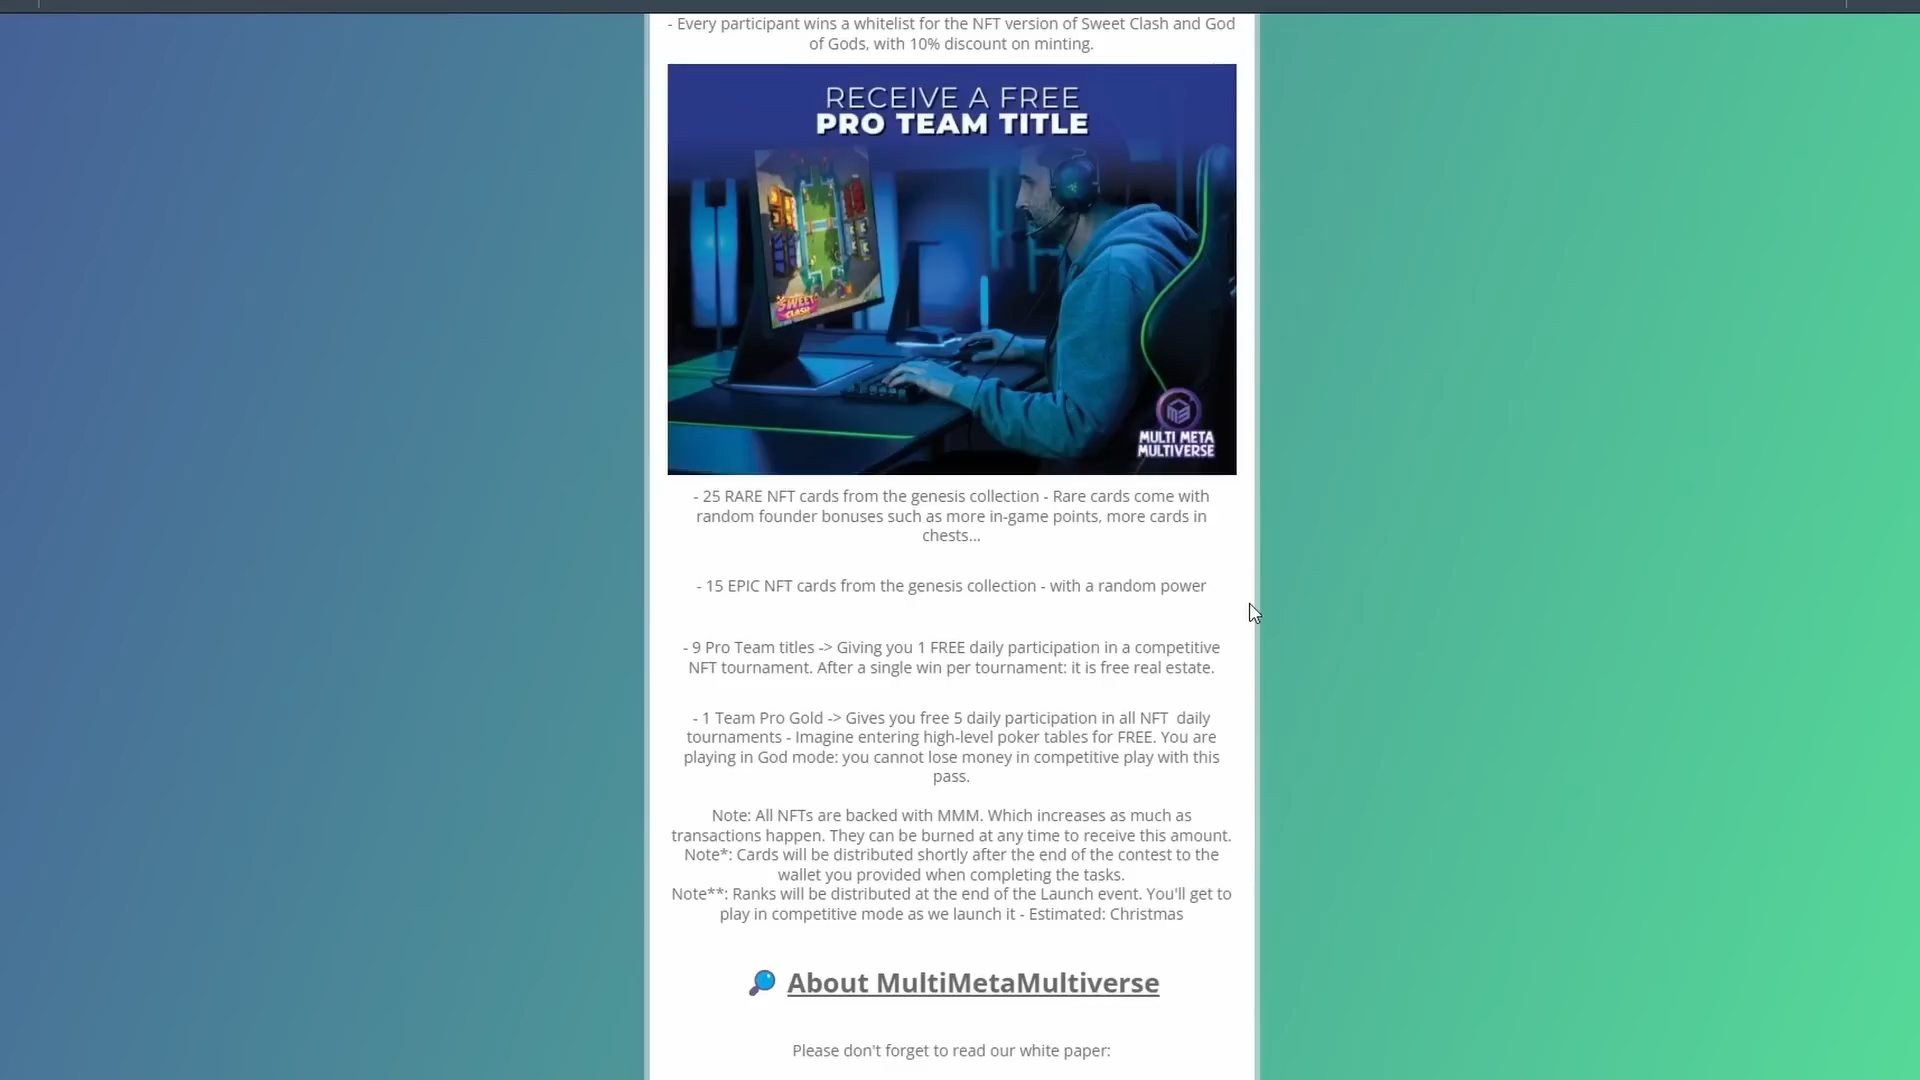 - Every participant wins a whitelist for the NFT version of Sweet Clash and God
of Gods, with 10% discount on minting.
RECEIVE A FREE
PRO TEAM TITLE
SWEET
CLASH
MULTI META
MULTIVERSE
- 25 RARE NFT cards from the genesis collection - Rare cards come with
random founder bonuses such as more in-game points, more cards in
chests...
- 15 EPIC NFT cards from the genesis collection - with a random power
- 9 Pro Team titles -> Giving you 1 FREE daily participation in a competitive
NFT tournament. After a single win per tournament: it is free real estate.
- 1 Team Pro Gold -> Gives you free 5 daily participation in all NFT  daily
tournaments - Imagine entering high-level poker tables for FREE. You are
playing in God mode: you cannot lose money in competitive play with this
pass.
Note: All NFTs are backed with MMM. Which increases as much as
transactions happen. They can be burned at any time to receive this amount.
Note*: Cards will be distributed shortly after the end of the contest to the
wallet you provided when completing the tasks.
Note**: Ranks will be distributed at the end of the Launch event. You'll get to
play in competitive mode as we launch it - Estimated: Christmas
About MultiMetaMultiverse
Please don't forget to read our white paper: